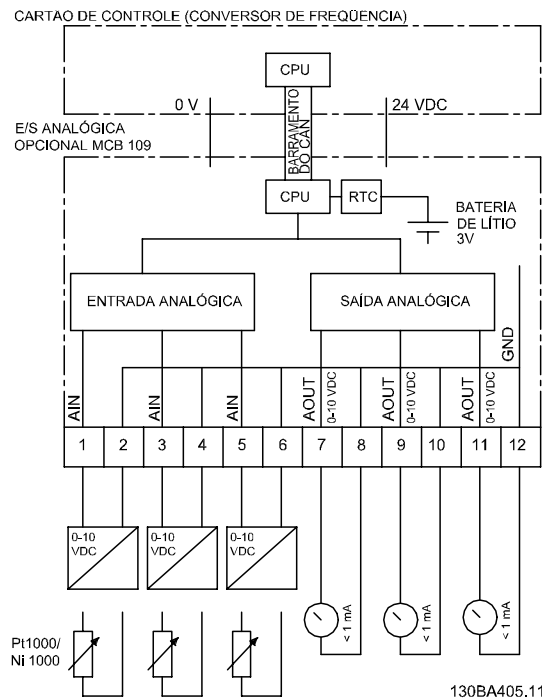 CARTAO DE CONTROLE (CONVERSOR DE FREQÜENCIA)
CPU
0 V
24 VDC
BARRAMENTO
DO CAN
E/S ANALÓGICA
OPCIONAL MCB 109
CPU
RTC
BATERIA
DE LÍTIO
3V
ENTRADA ANALÓGICA
SAÍDA ANALÓGICA
GND
AIN
AIN
AIN
AOUT
0-10 VDC
AOUT
0-10 VDC
AOUT
0-10 VDC
1 2 3 4 5 6 7 8 9 10 11 12
0-10
VDC
0-10
VDC
0-10
VDC
< 1 mA
< 1 mA
< 1 mA
Pt1000/
Ni 1000
130BA405.11